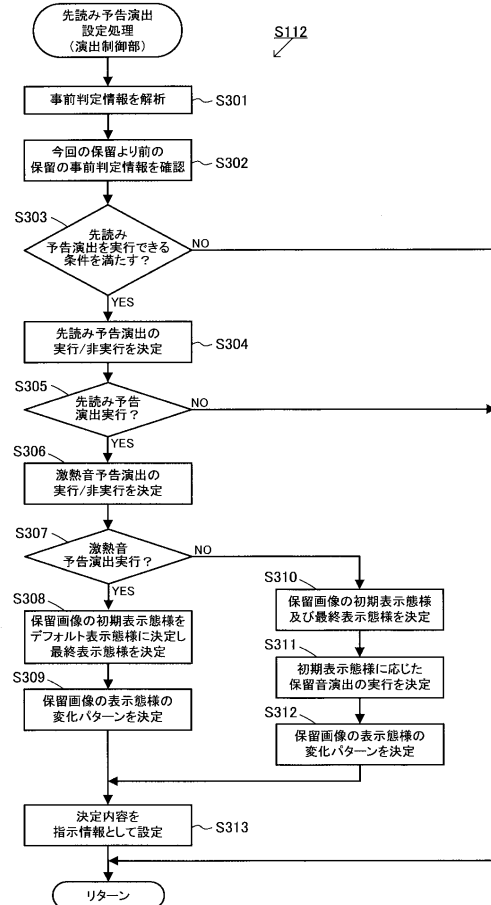 先読み予告演出
設定処理
(演出制御部)
S112
事前判定情報を解析
S301
今回の保留より前の
保留の事前判定情報を確認
S302
S303
先読み
予告演出を実行できる
条件を満たす？
NO
YES
先読み予告演出の
実行/非実行を決定
S304
S305
先読み予告
演出実行？
NO
YES
S306
激熱音予告演出の
実行/非実行を決定
S307
激熱音
予告演出実行？
NO
YES
S308
保留画像の初期表示態様を
デフォルト表示態様に決定し
最終表示態様を決定
S309
保留画像の表示態様の
変化パターンを決定
S310
保留画像の初期表示態様
及び最終表示態様を決定
S311
初期表示態様に応じた
保留音演出の実行を決定
S312
保留画像の表示態様の
変化パターンを決定
決定内容を
指示情報として設定
S313
リターン